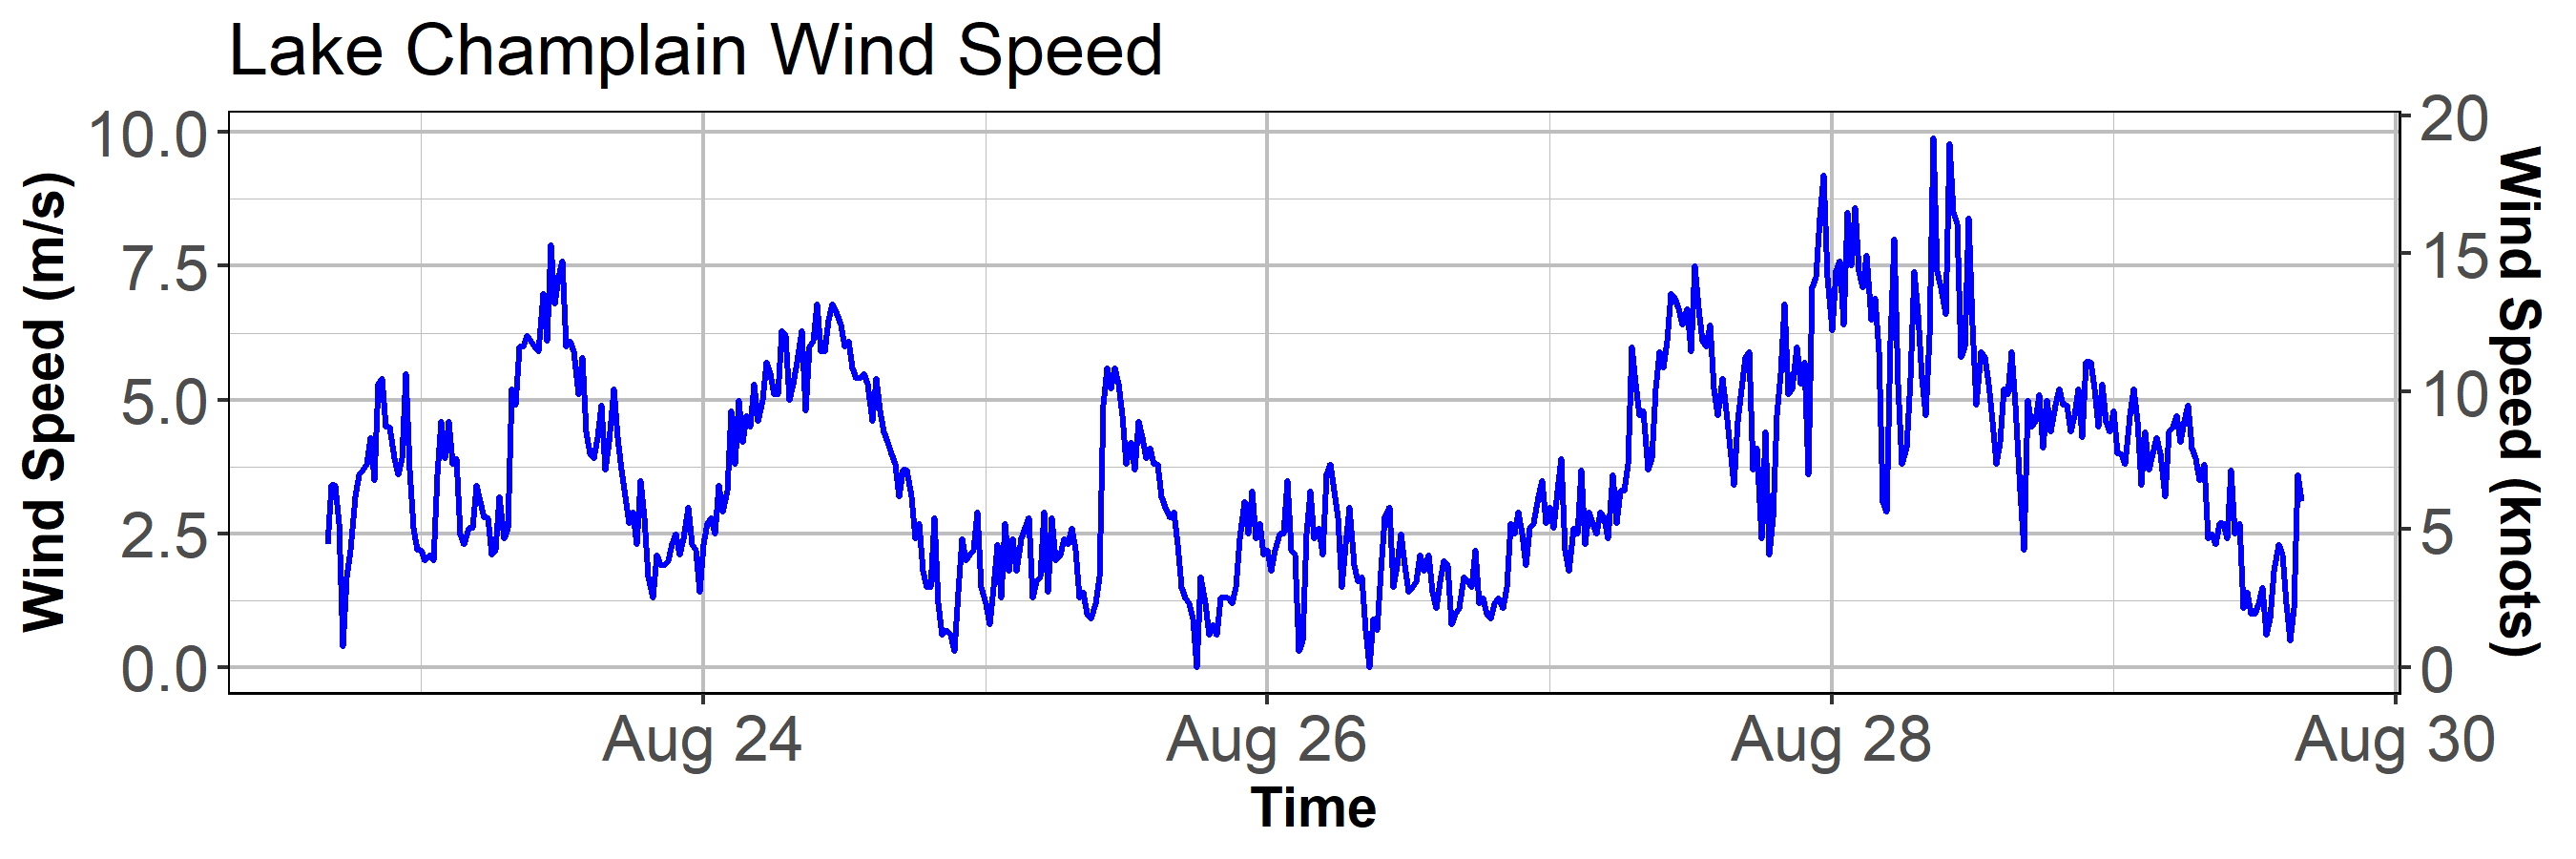 Lake Champlain Wind Speed
Wind Speed (m/s)
10.0
7.5
5.0
2.5
0.0
20
15
10
5
0
Wind Speed (knots)
Aug 24
Aug 26
Aug 28
Aug 30
Time